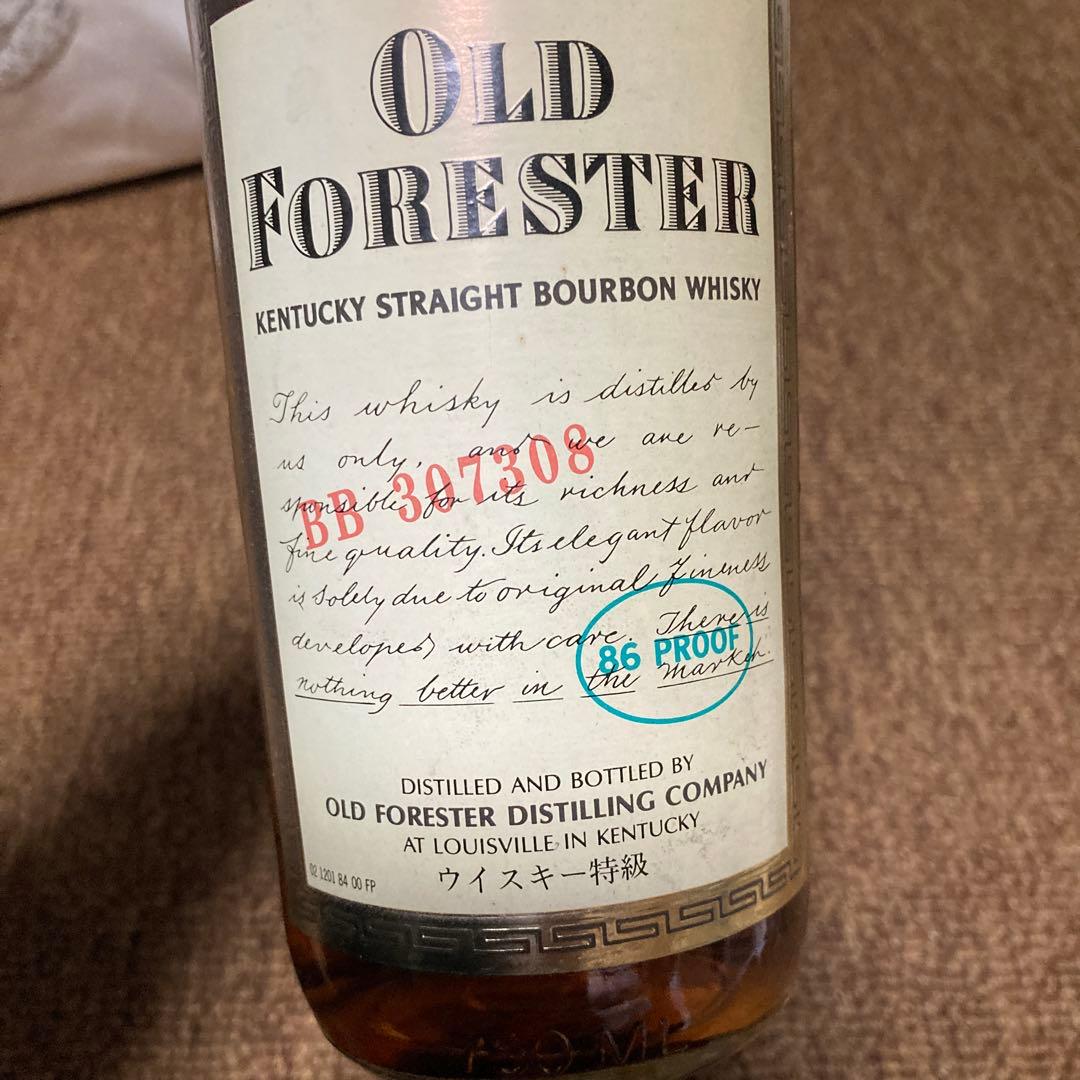 OLD
FORESTER
KENTUCKY STRAIGHT BOURBON WHISKY
This whisky is distilled by
us only, and we are re-
sponsible for its richness and
fine quality. Its elegant flavor
is solely due to original fineness
developed with care. There is
nothing better in the market.
BB 307308
86 PROOF
DISTILLED AND BOTTLED BY
OLD FORESTER DISTILLING COMPANY
AT LOUISVILLE IN KENTUCKY
ウイスキー特級
02 1201 84 00 FP
ML